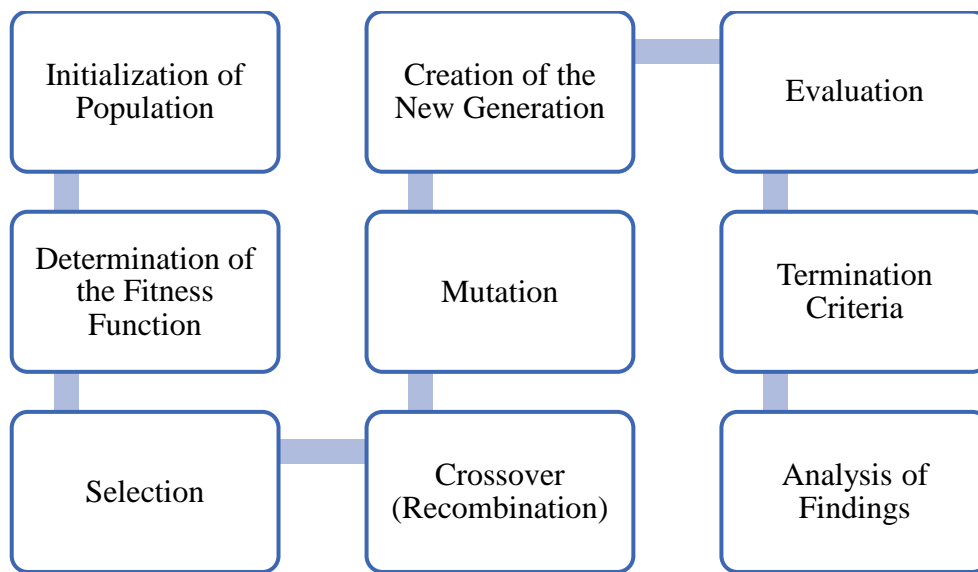 Initialization of
Population
Determination of
the Fitness
Function
Selection
Crossover
(Recombination)
Mutation
Creation of the
New Generation
Evaluation
Termination
Criteria
Analysis of
Findings